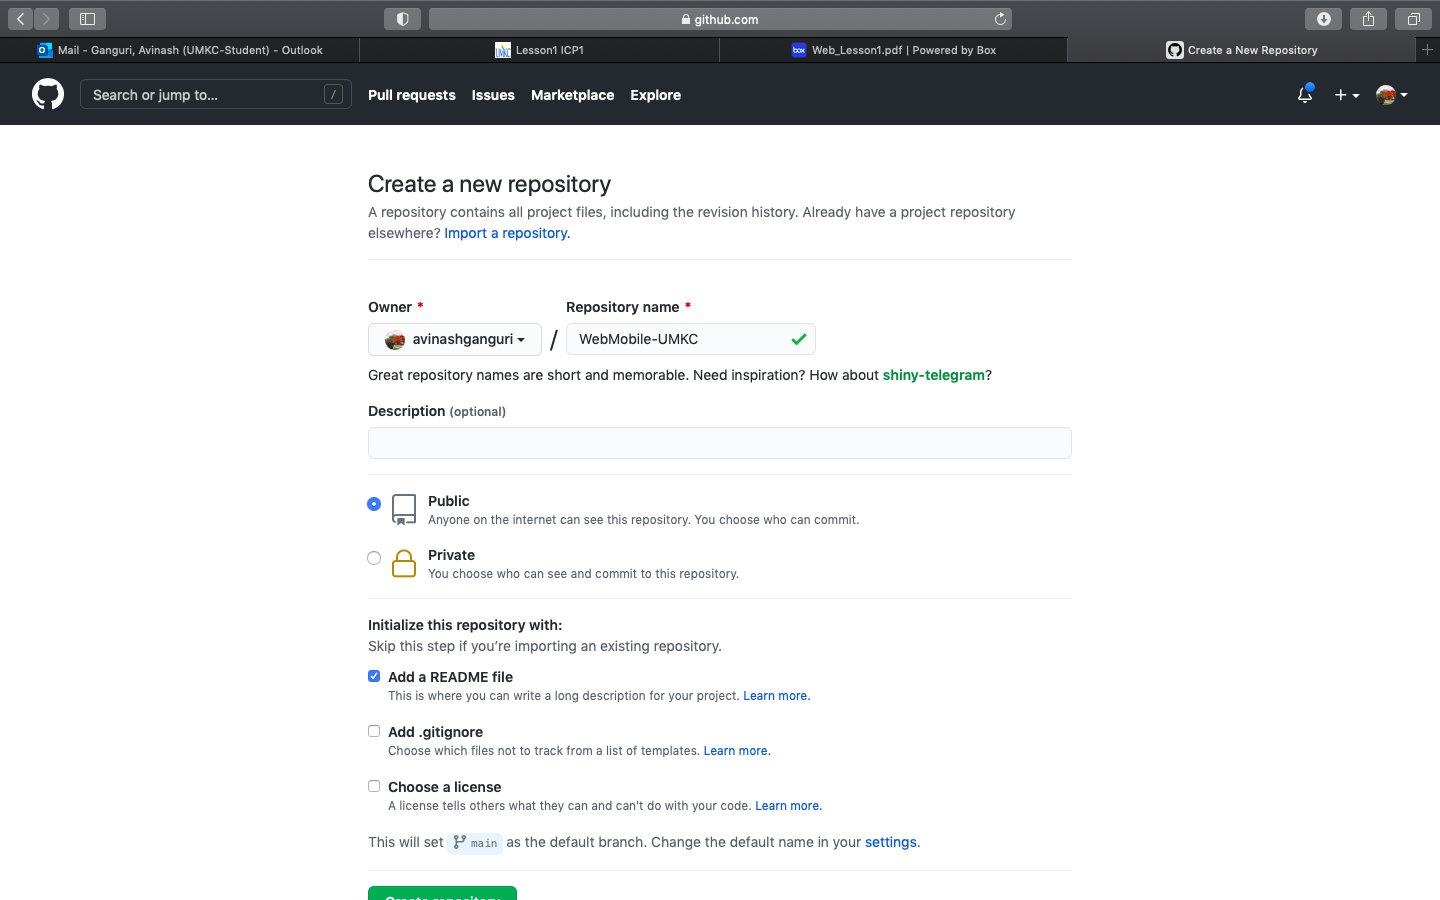 github.com
Mail - Ganguri, Avinash (UMKC-Student) - Outlook
Lesson1 ICP1
Web_Lesson1.pdf | Powered by Box
Create a New Repository
Search or jump to...
/
Pull requests
Issues
Marketplace
Explore
Create a new repository
A repository contains all project files, including the revision history. Already have a project repository
elsewhere? Import a repository.
Owner *
Repository name *
avinashganguri
/
WebMobile-UMKC
Great repository names are short and memorable. Need inspiration? How about shiny-telegram?
Description (optional)
Public
Anyone on the internet can see this repository. You choose who can commit.
Private
You choose who can see and commit to this repository.
Initialize this repository with:
Skip this step if you’re importing an existing repository.
Add a README file
This is where you can write a long description for your project. Learn more.
Add .gitignore
Choose which files not to track from a list of templates. Learn more.
Choose a license
A license tells others what they can and can't do with your code. Learn more.
This will set main as the default branch. Change the default name in your settings.
Create repository